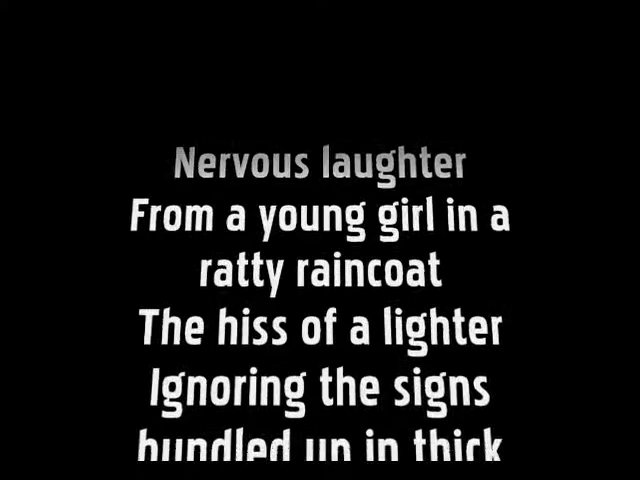 Nervous laughter
From a young girl in a
ratty raincoat
The hiss of a lighter
Ignoring the signs
bundled up in thick